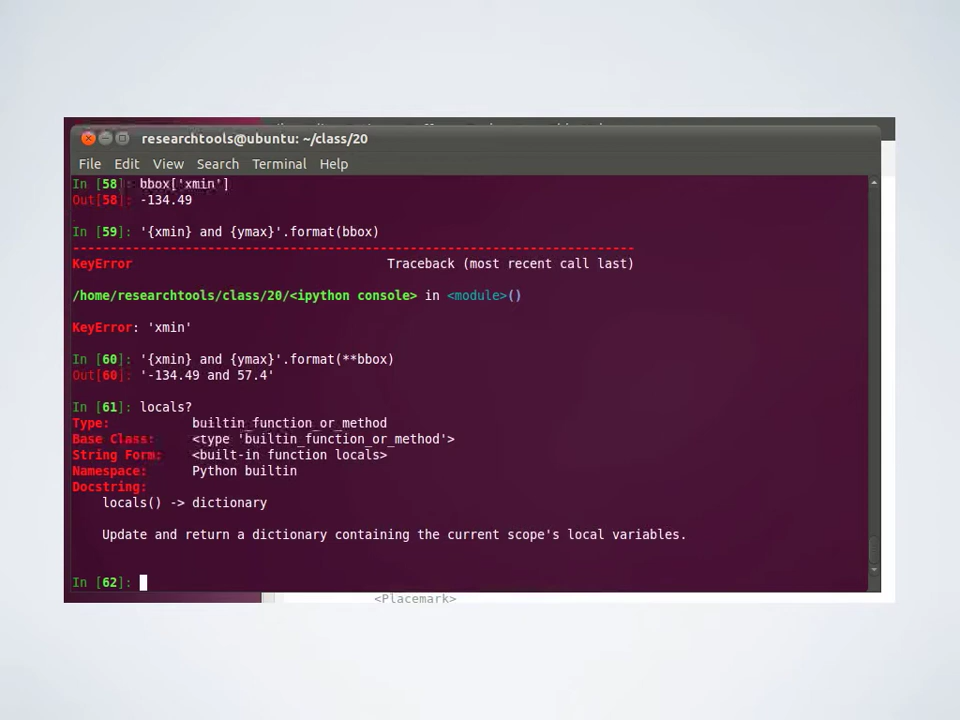 researchtools@ubuntu: ~/class/20
File Edit View Search Terminal Help
In [58]: bbox['xmin']
Out[58]: -134.49
In [59]: '{xmin} and {ymax}'.format(bbox)
---------------------------------------------------------------------------
KeyError Traceback (most recent call last)
/home/researchtools/class/20/<ipython console> in <module>()
KeyError: 'xmin'
In [60]: '{xmin} and {ymax}'.format(**bbox)
Out[60]: '-134.49 and 57.4'
In [61]: locals?
Type: builtin_function_or_method
Base Class: <type 'builtin_function_or_method'>
String Form: <built-in function locals>
Namespace: Python builtin
Docstring:
locals() -> dictionary
Update and return a dictionary containing the current scope's local variables.
In [62]:
<Placemark>